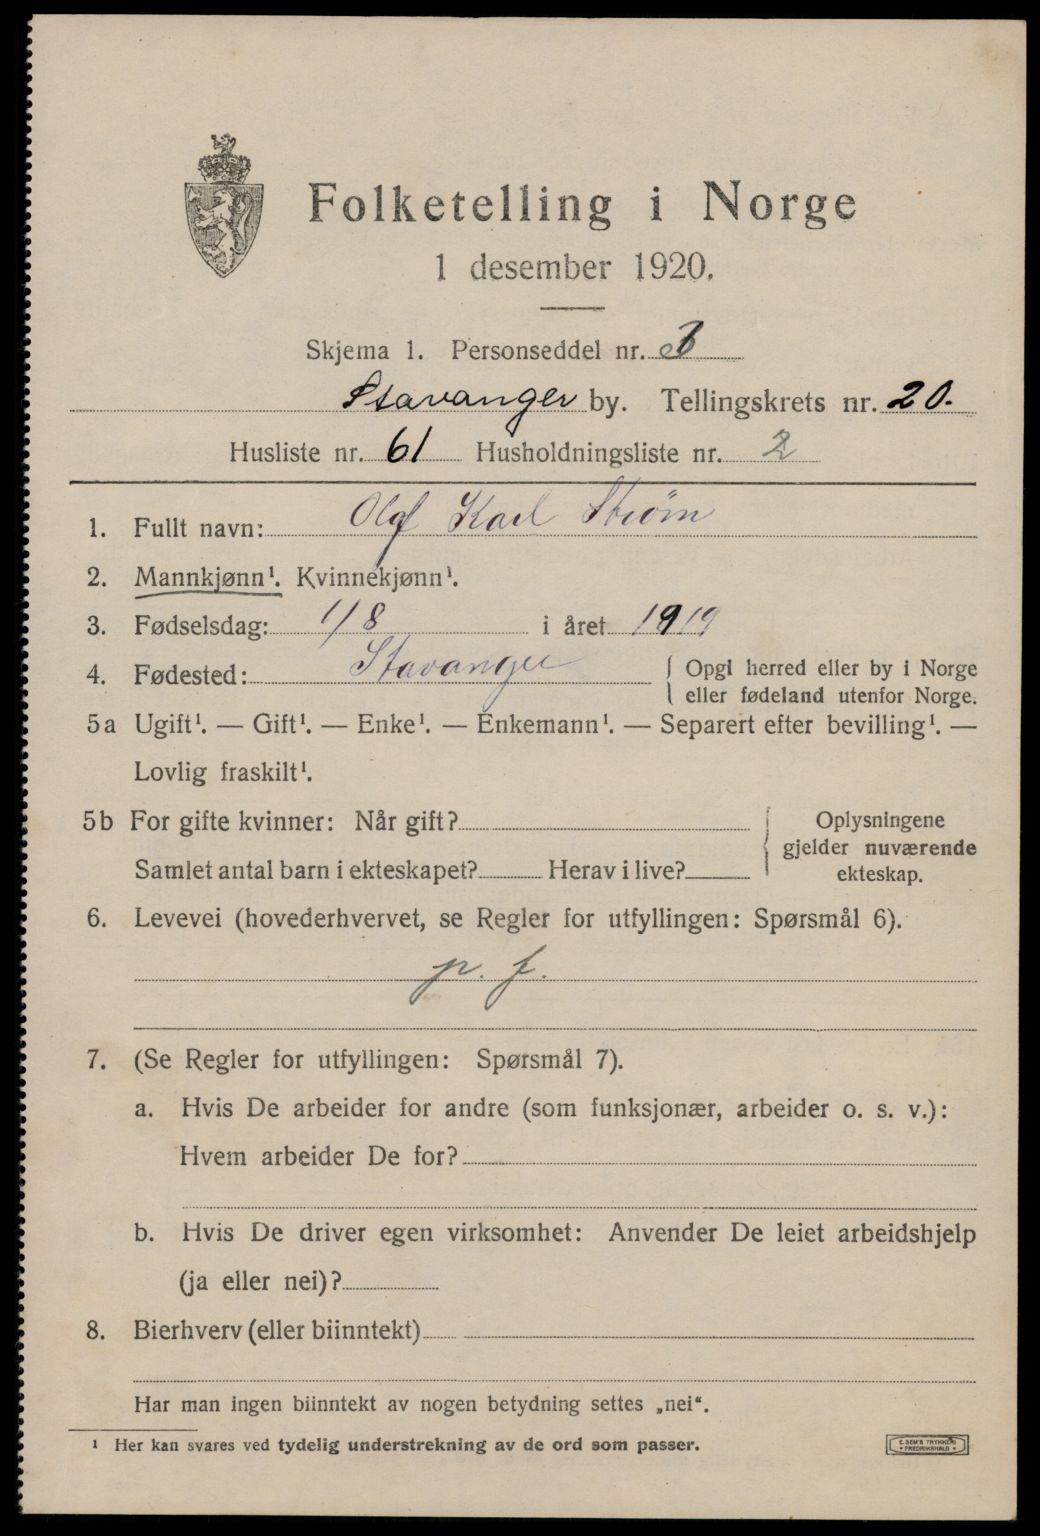 Folketelling i Norge
1 desember 1920.
Skjema 1. Personseddel nr. 3
Stavanger by. Tellingskrets nr. 20.
Husliste nr. 61 Husholdningsliste nr. 2
1. Fullt navn: Olaf Karl Strøm
2. Mannkjønn¹. Kvinnekjønn¹.
3. Fødselsdag: 1/8 i året 1919
4. Fødested: Stavanger { Opgi herred eller by i Norge
eller fødeland utenfor Norge.
5a Ugift¹. — Gift¹. — Enke¹. — Enkemann¹. — Separert efter bevilling¹. —
Lovlig fraskilt¹.
5b For gifte kvinner: Når gift? { Oplysningene
gjelder nuværende
Samlet antal barn i ekteskapet? Herav i live?
ekteskap.
6. Levevei (hovederhvervet, se Regler for utfyllingen: Spørsmål 6).
p. f.
7. (Se Regler for utfyllingen: Spørsmål 7).
a. Hvis De arbeider for andre (som funksjonær, arbeider o. s. v.):
Hvem arbeider De for?
b. Hvis De driver egen virksomhet: Anvender De leiet arbeidshjelp
(ja eller nei)?
8. Bierhverv (eller biinntekt)
Har man ingen biinntekt av nogen betydning settes „nei“.
¹ Her kan svares ved tydelig understrekning av de ord som passer.
E. SEM'S TRYKKERI
• FREDRIKSHALD •